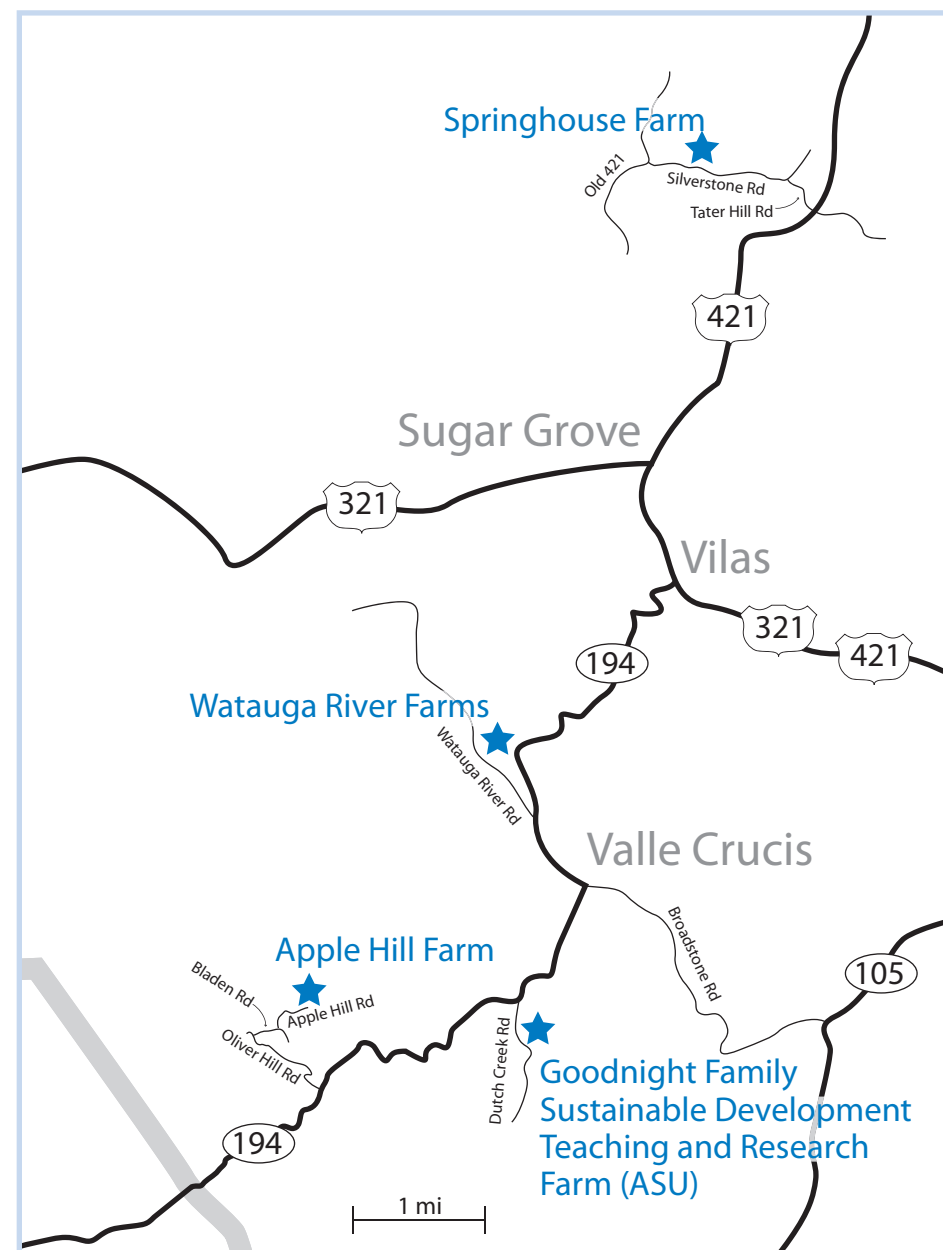 Springhouse Farm
Old 421
Silverstone Rd
Tater Hill Rd
421
Sugar Grove
321
Vilas
321
421
194
Watauga River Farms
Watauga River Rd
Valle Crucis
Broadstone Rd
105
Apple Hill Farm
Bladen Rd
Apple Hill Rd
Oliver Hill Rd
Dutch Creek Rd
Goodnight Family
Sustainable Development
Teaching and Research
Farm (ASU)
194
1 mi